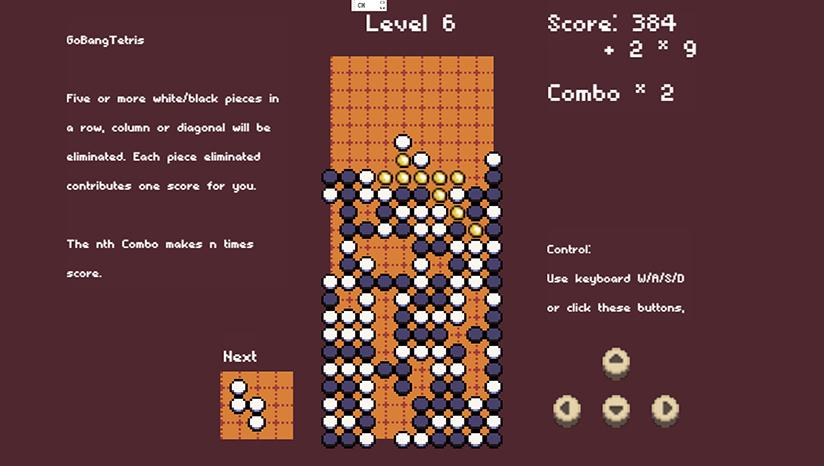 CN
Level 6
Score: 384
+ 2 × 9
Combo × 2
GoBangTetris
Five or more white/black pieces in
a row, column or diagonal will be
eliminated. Each piece eliminated
contributes one score for you.
The nth Combo makes n times
score.
Control:
Use keyboard W/A/S/D
or click these buttons,
Next